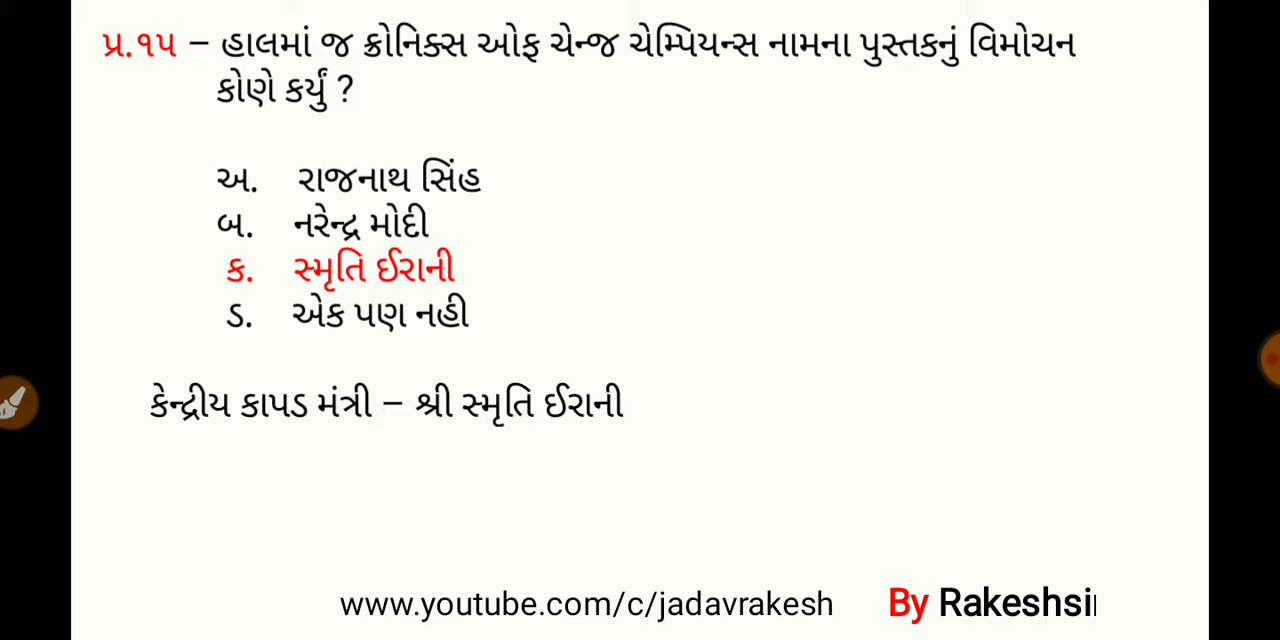 પ્ર.૧૫ – હાલમાં જ ક્રોનિક્સ ઓફ ચેન્જ ચેમ્પિયન્સ નામના પુસ્તકનું વિમોચન
કોણે કર્યું ?
અ. રાજનાથ સિંહ
બ. નરેન્દ્ર મોદી
ક. સ્મૃતિ ઈરાની
ડ. એક પણ નહી
કેન્દ્રીય કાપડ મંત્રી – શ્રી સ્મૃતિ ઈરાની
www.youtube.com/c/jadavrakesh By Rakeshsi